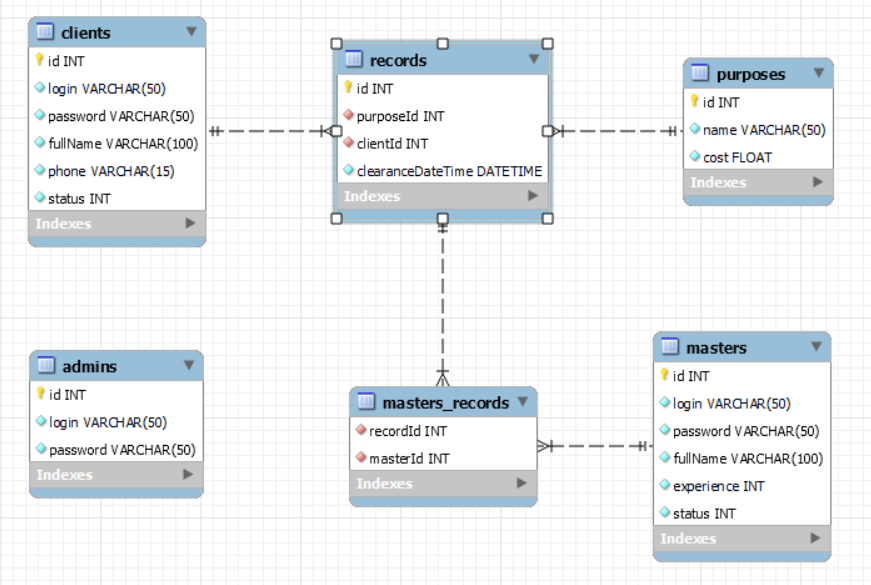 clients
id INT
login VARCHAR(50)
password VARCHAR(50)
fullName VARCHAR(100)
phone VARCHAR(15)
status INT
Indexes
records
id INT
purposeId INT
clientId INT
clearanceDateTime DATETIME
Indexes
purposes
id INT
name VARCHAR(50)
cost FLOAT
Indexes
admins
id INT
login VARCHAR(50)
password VARCHAR(50)
Indexes
masters_records
recordId INT
masterId INT
Indexes
masters
id INT
login VARCHAR(50)
password VARCHAR(50)
fullName VARCHAR(100)
experience INT
status INT
Indexes